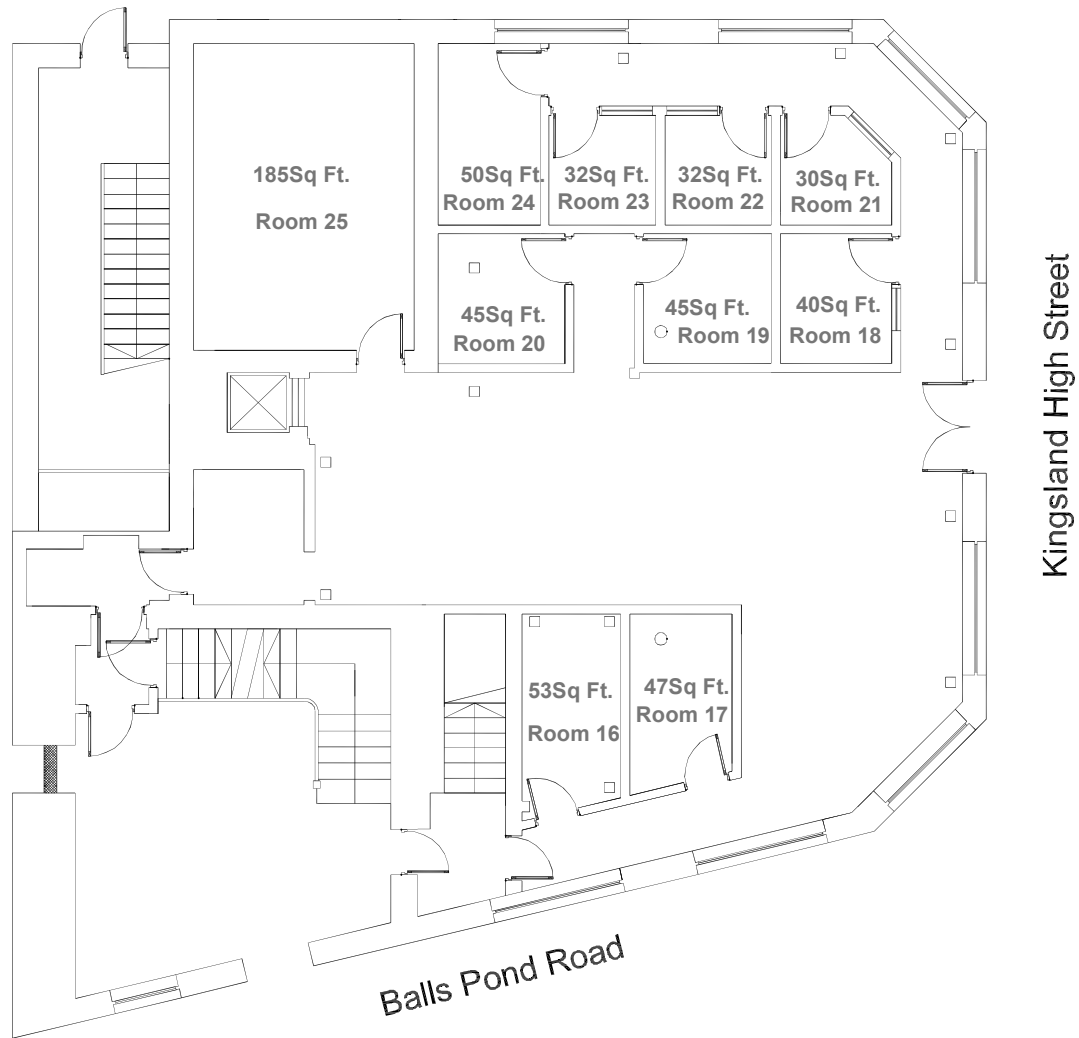 185Sq Ft.
Room 25
50Sq Ft.
Room 24
32Sq Ft.
Room 23
32Sq Ft.
Room 22
30Sq Ft.
Room 21
45Sq Ft.
Room 20
45Sq Ft.
Room 19
40Sq Ft.
Room 18
Kingsland High Street
53Sq Ft.
Room 16
47Sq Ft.
Room 17
Balls Pond Road